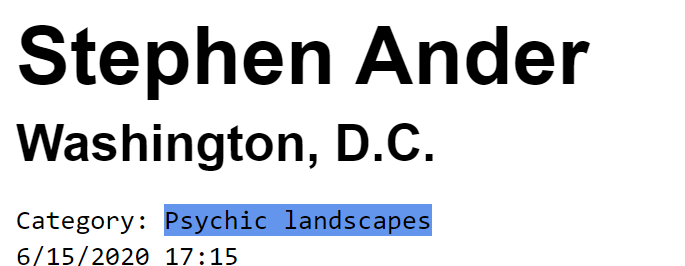 Stephen Ander
Washington, D.C.
Category: Psychic landscapes
6/15/2020 17:15